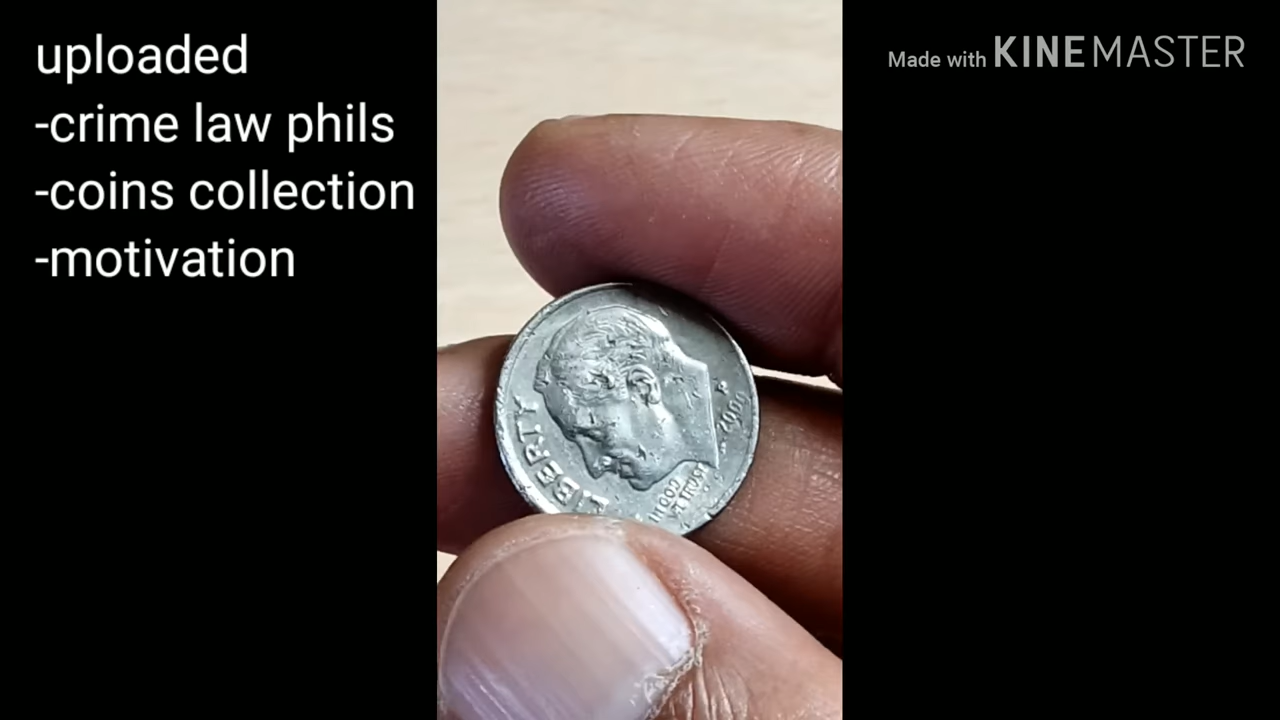 uploaded
-crime law phils
-coins collection
-motivation
Made with KINEMASTER
LIBERTY
IN GOD
WE TRUST
P
2000